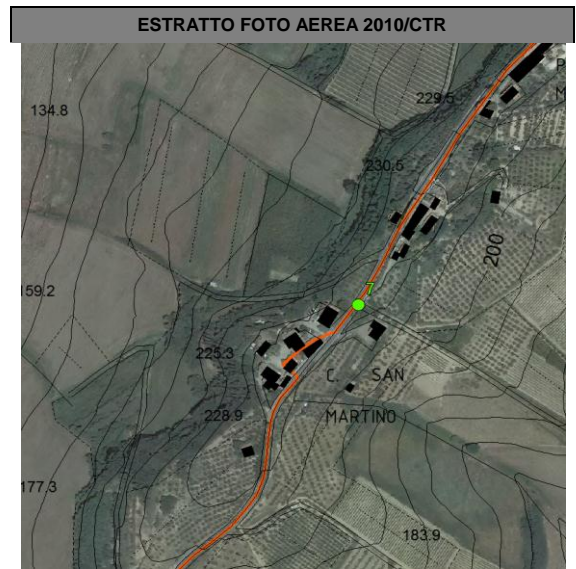 ESTRATTO FOTO AEREA 2010/CTR
P
M
229.5
134.8
230.5
200
159.2
7
225.3
C. SAN
MARTINO
228.9
177.3
183.9